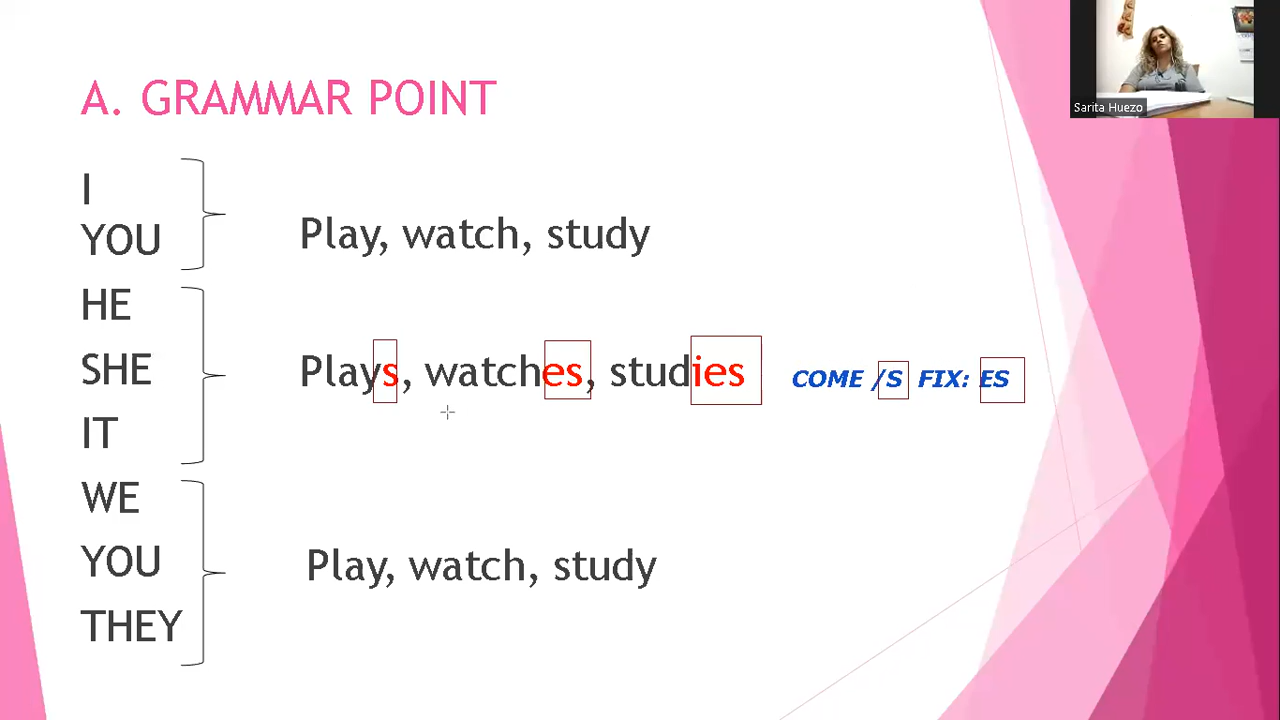 A. GRAMMAR POINT
I
YOU
Play, watch, study
HE
SHE
IT
Plays, watches, studies
COME /S FIX: ES
WE
YOU
THEY
Play, watch, study
Sarita Huezo